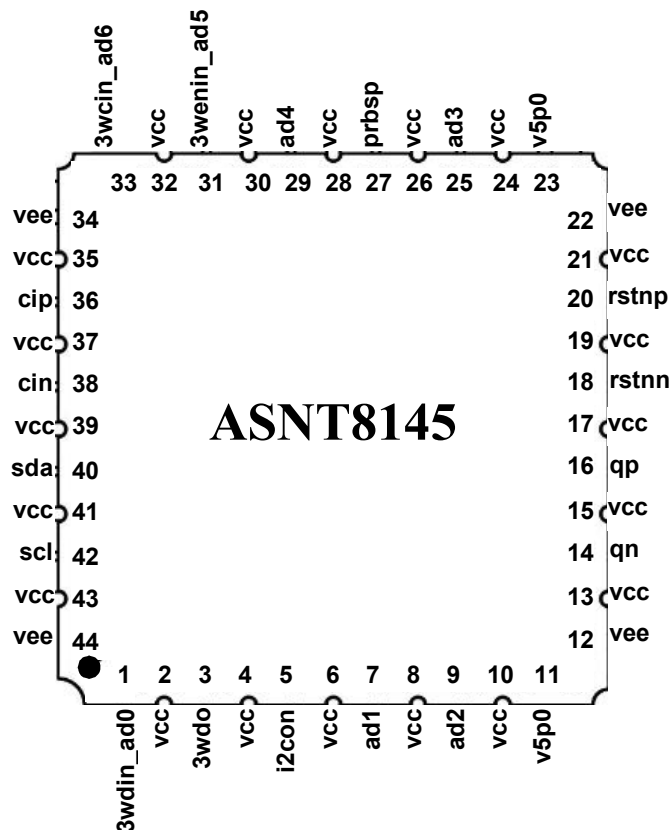 3wcin_ad6 vcc 3wenin_ad5 vcc ad4 vcc prbsp vcc ad3 vcc v5p0
33 32 31 30 29 28 27 26 25 24 23
vee 34 22 vee
vcc 35 21 vcc
cip 36 20 rstnp
vcc 37 19 vcc
cin 38 18 rstnn
vcc 39 ASNT8145 17 vcc
sda 40 16 qp
vcc 41 15 vcc
scl 42 14 qn
vcc 43 13 vcc
vee 44 12 vee
1 2 3 4 5 6 7 8 9 10 11
3wdin_ad0 vcc 3wdo vcc i2con vcc ad1 vcc ad2 vcc v5p0